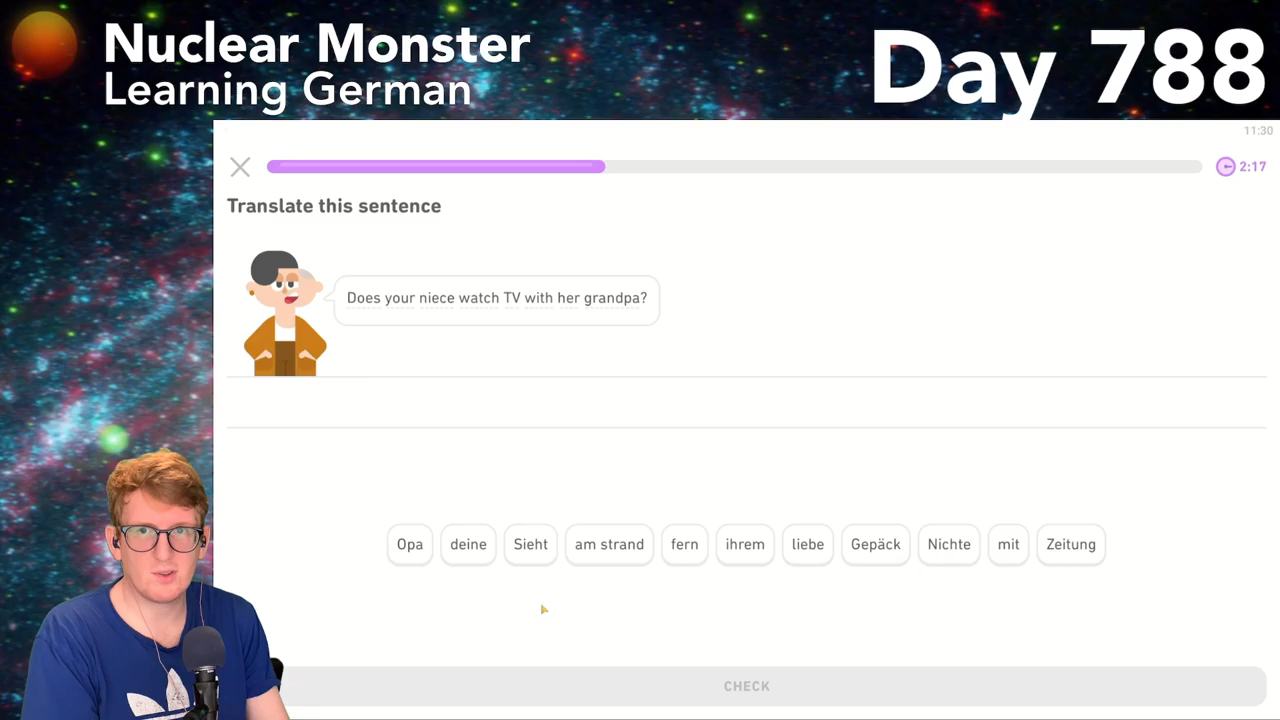 Nuclear Monster
Learning German
Day 788
11:30
2:17
Translate this sentence
Does your niece watch TV with her grandpa?
Opa deine Sieht am strand fern ihrem liebe Gepäck Nichte mit Zeitung
CHECK